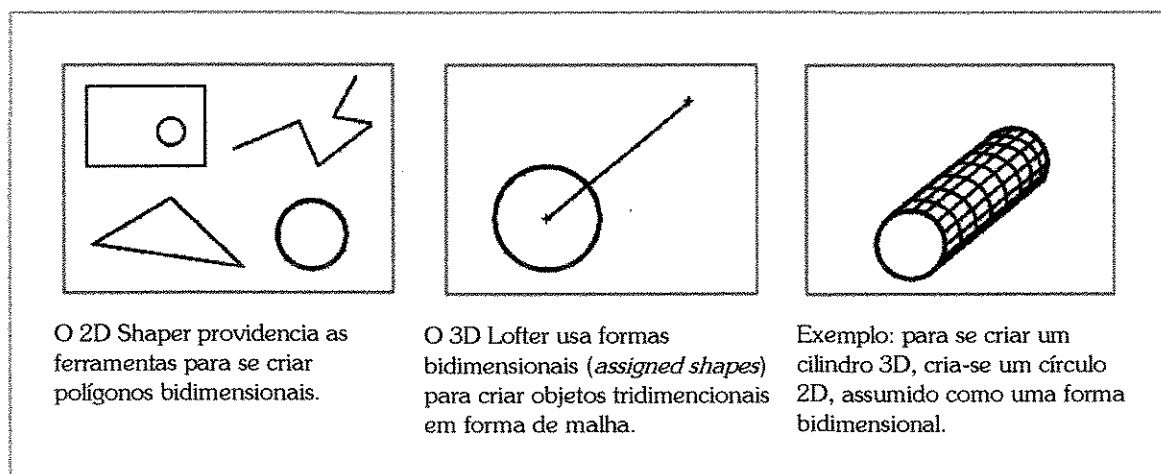 O 2D Shaper providencia as
ferramentas para se criar
polígonos bidimensionais.
O 3D Lofter usa formas
bidimensionais (assigned shapes)
para criar objetos tridimencionais
em forma de malha.
Exemplo: para se criar um
cilindro 3D, cria-se um círculo
2D, assumido como uma forma
bidimensional.